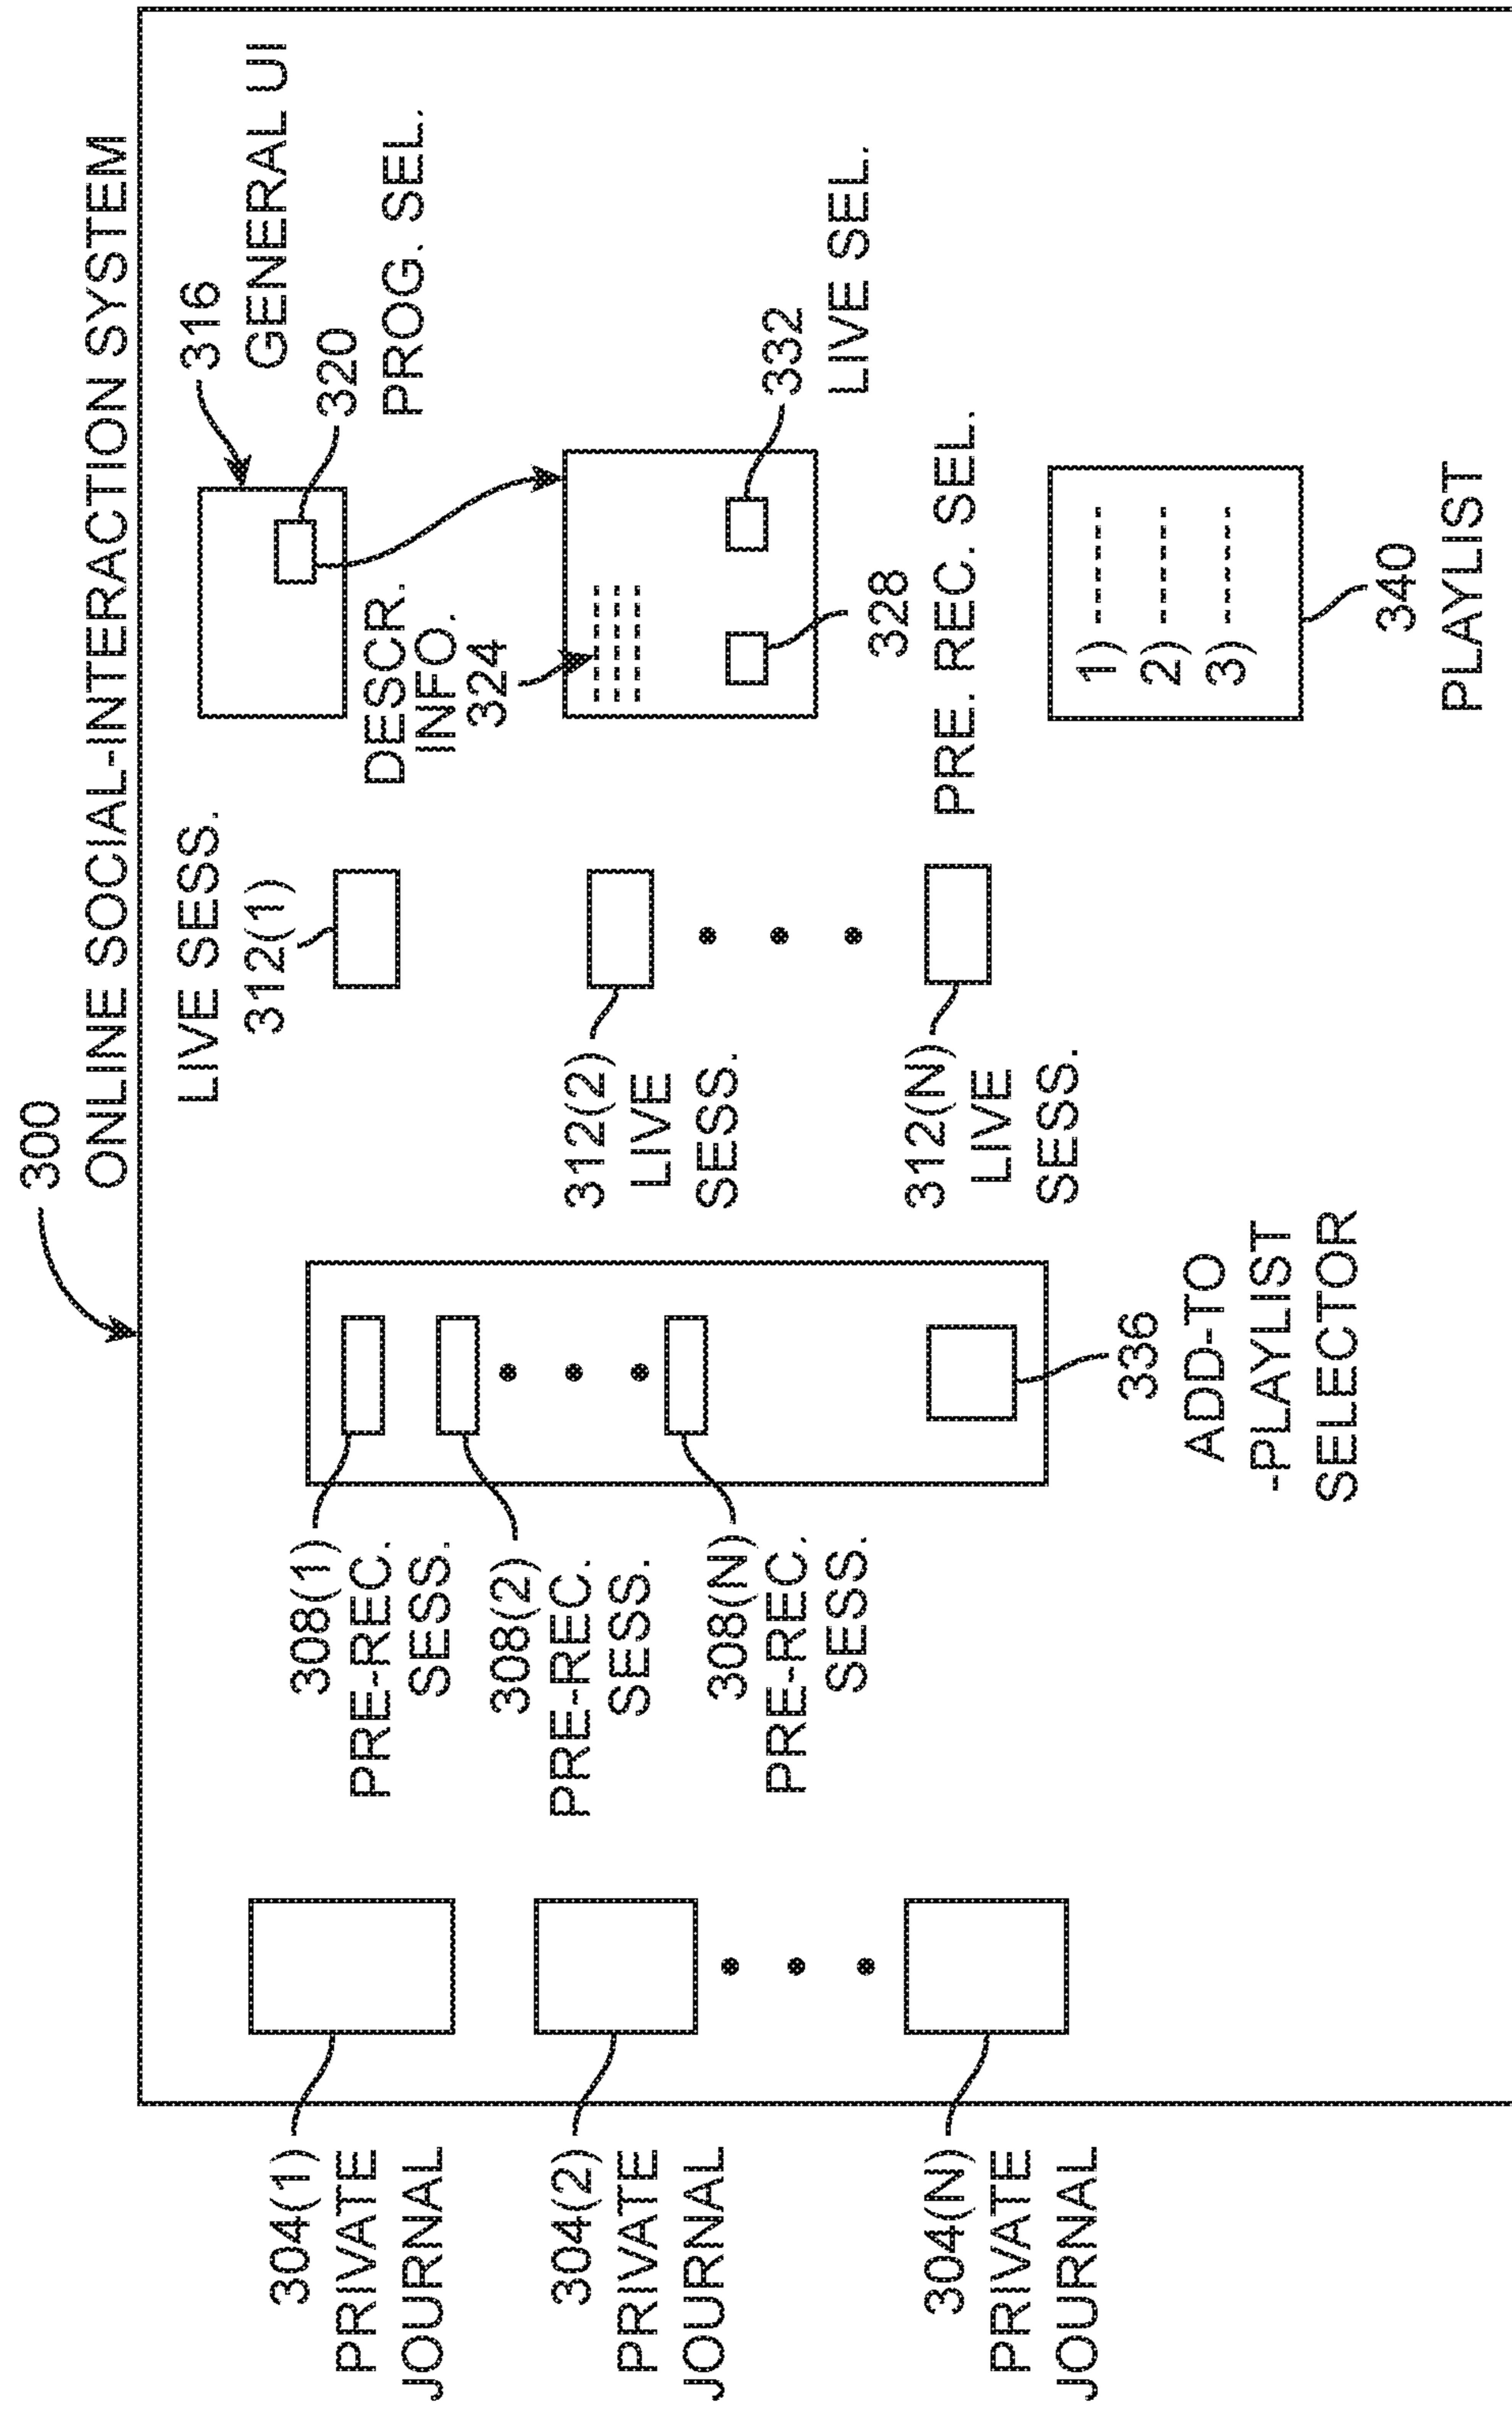 300
ONLINE SOCIAL-INTERACTION SYSTEM
304(1)
PRIVATE
JOURNAL
304(2)
PRIVATE
JOURNAL
304(N)
PRIVATE
JOURNAL
308(1)
PRE-REC.
SESS.
308(2)
PRE-REC.
SESS.
308(N)
PRE-REC.
SESS.
336
ADD-TO
-PLAYLIST
SELECTOR
LIVE SESS.
312(1)
312(2)
LIVE
SESS.
312(N)
LIVE
SESS.
316
GENERAL UI
320
PROG. SEL.
DESCR.
INFO.
324
332
LIVE SEL.
328
PRE. REC. SEL.
1)
2)
3)
340
PLAYLIST